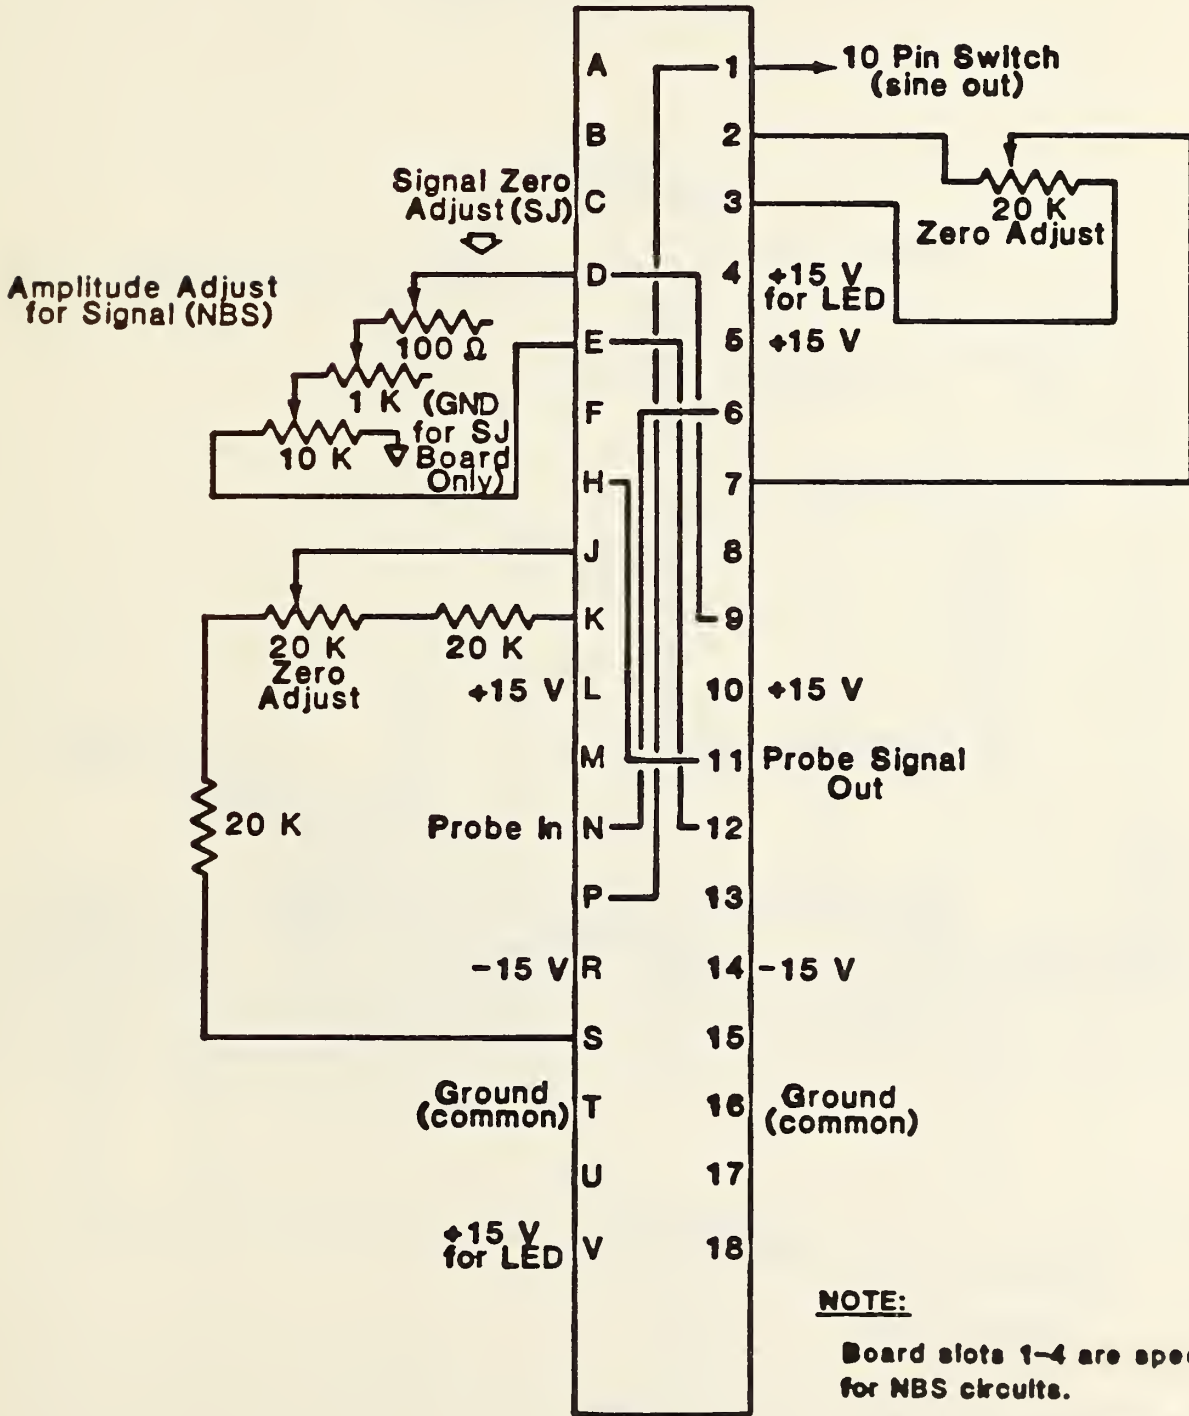 A
1
10 Pin Switch
(sine out)
B
2
Signal Zero
Adjust (SJ)
C
3
20 K
Zero Adjust
Amplitude Adjust
for Signal (NBS)
D
4
+15 V
for LED
100 Ω
E
5
+15 V
1 K
(GND
for SJ
Board
Only)
F
6
10 K
H
7
J
8
K
9
20 K
Zero
Adjust
20 K
+15 V
L
10
+15 V
M
11
Probe Signal
Out
20 K
Probe In
N
12
P
13
-15 V
R
14
-15 V
S
15
Ground
(common)
T
16
Ground
(common)
U
17
+15 V
for LED
V
18
NOTE:
Board slots 1-4 are
for NBS circuits.